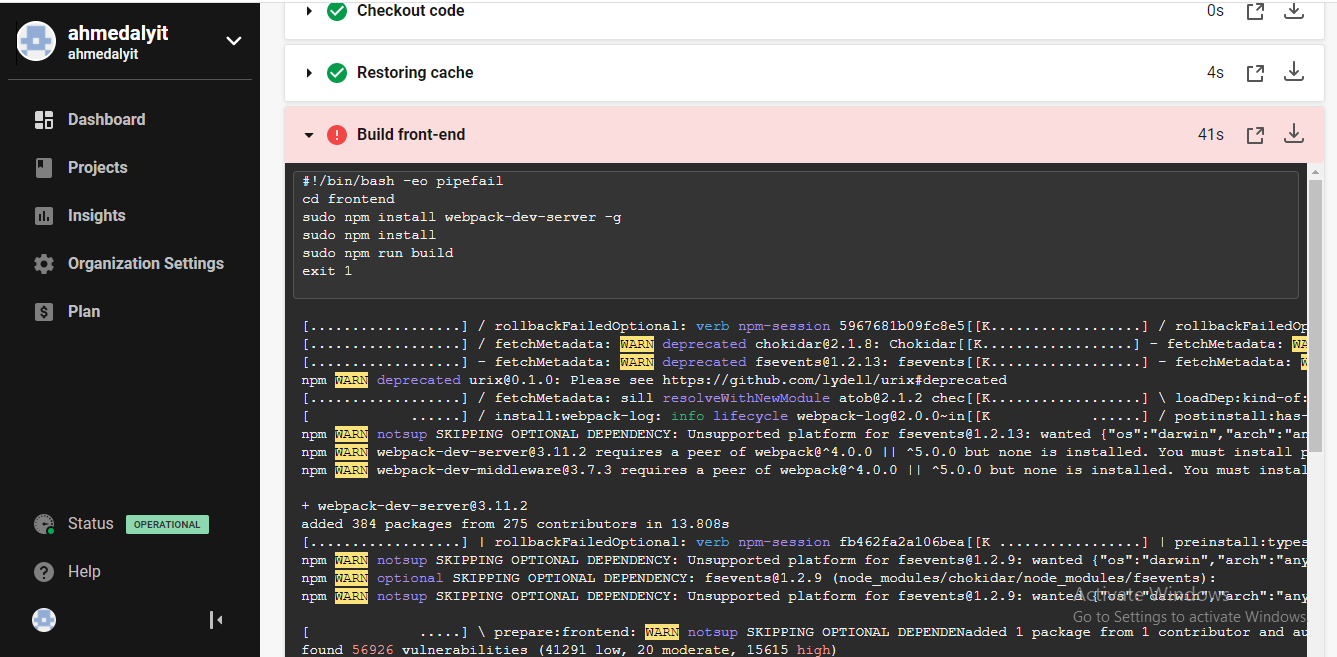 ahmedalyit
ahmedalyit
Dashboard
Projects
Insights
Organization Settings
Plan
Status OPERATIONAL
Help
Checkout code 0s
Restoring cache 4s
Build front-end 41s
#!/bin/bash -eo pipefail
cd frontend
sudo npm install webpack-dev-server -g
sudo npm install
sudo npm run build
exit 1
[..................] / rollbackFailedOptional: verb npm-session 5967681b09fc8e5[[K..................] / rollbackFailedOp
[..................] / fetchMetadata: WARN deprecated chokidar@2.1.8: Chokidar[[K..................] - fetchMetadata: WA
[..................] - fetchMetadata: WARN deprecated fsevents@1.2.13: fsevents[[K..................] - fetchMetadata: W
npm WARN deprecated urix@0.1.0: Please see https://github.com/lydell/urix#deprecated
[..................] / fetchMetadata: sill resolveWithNewModule atob@2.1.2 chec[[K..................] \ loadDep:kind-of:
[            ......] / install:webpack-log: info lifecycle webpack-log@2.0.0~in[[K            ......] / postinstall:has-
npm WARN notsup SKIPPING OPTIONAL DEPENDENCY: Unsupported platform for fsevents@1.2.13: wanted {"os":"darwin","arch":"an
npm WARN webpack-dev-server@3.11.2 requires a peer of webpack@^4.0.0 || ^5.0.0 but none is installed. You must install p
npm WARN webpack-dev-middleware@3.7.3 requires a peer of webpack@^4.0.0 || ^5.0.0 but none is installed. You must instal
+ webpack-dev-server@3.11.2
added 384 packages from 275 contributors in 13.808s
[..................] | rollbackFailedOptional: verb npm-session fb462fa2a106bea[[K .................] | preinstall:types
npm WARN notsup SKIPPING OPTIONAL DEPENDENCY: Unsupported platform for fsevents@1.2.9: wanted {"os":"darwin","arch":"any
npm WARN optional SKIPPING OPTIONAL DEPENDENCY: fsevents@1.2.9 (node_modules/chokidar/node_modules/fsevents):
npm WARN notsup SKIPPING OPTIONAL DEPENDENCY: Unsupported platform for fsevents@1.2.9: wanted {"os":"darwin","arch":"any
Activate Windows
Go to Settings to activate Windows
[             .....] \ prepare:frontend: WARN notsup SKIPPING OPTIONAL DEPENDENadded 1 package from 1 contributor and au
found 56926 vulnerabilities (41291 low, 20 moderate, 15615 high)